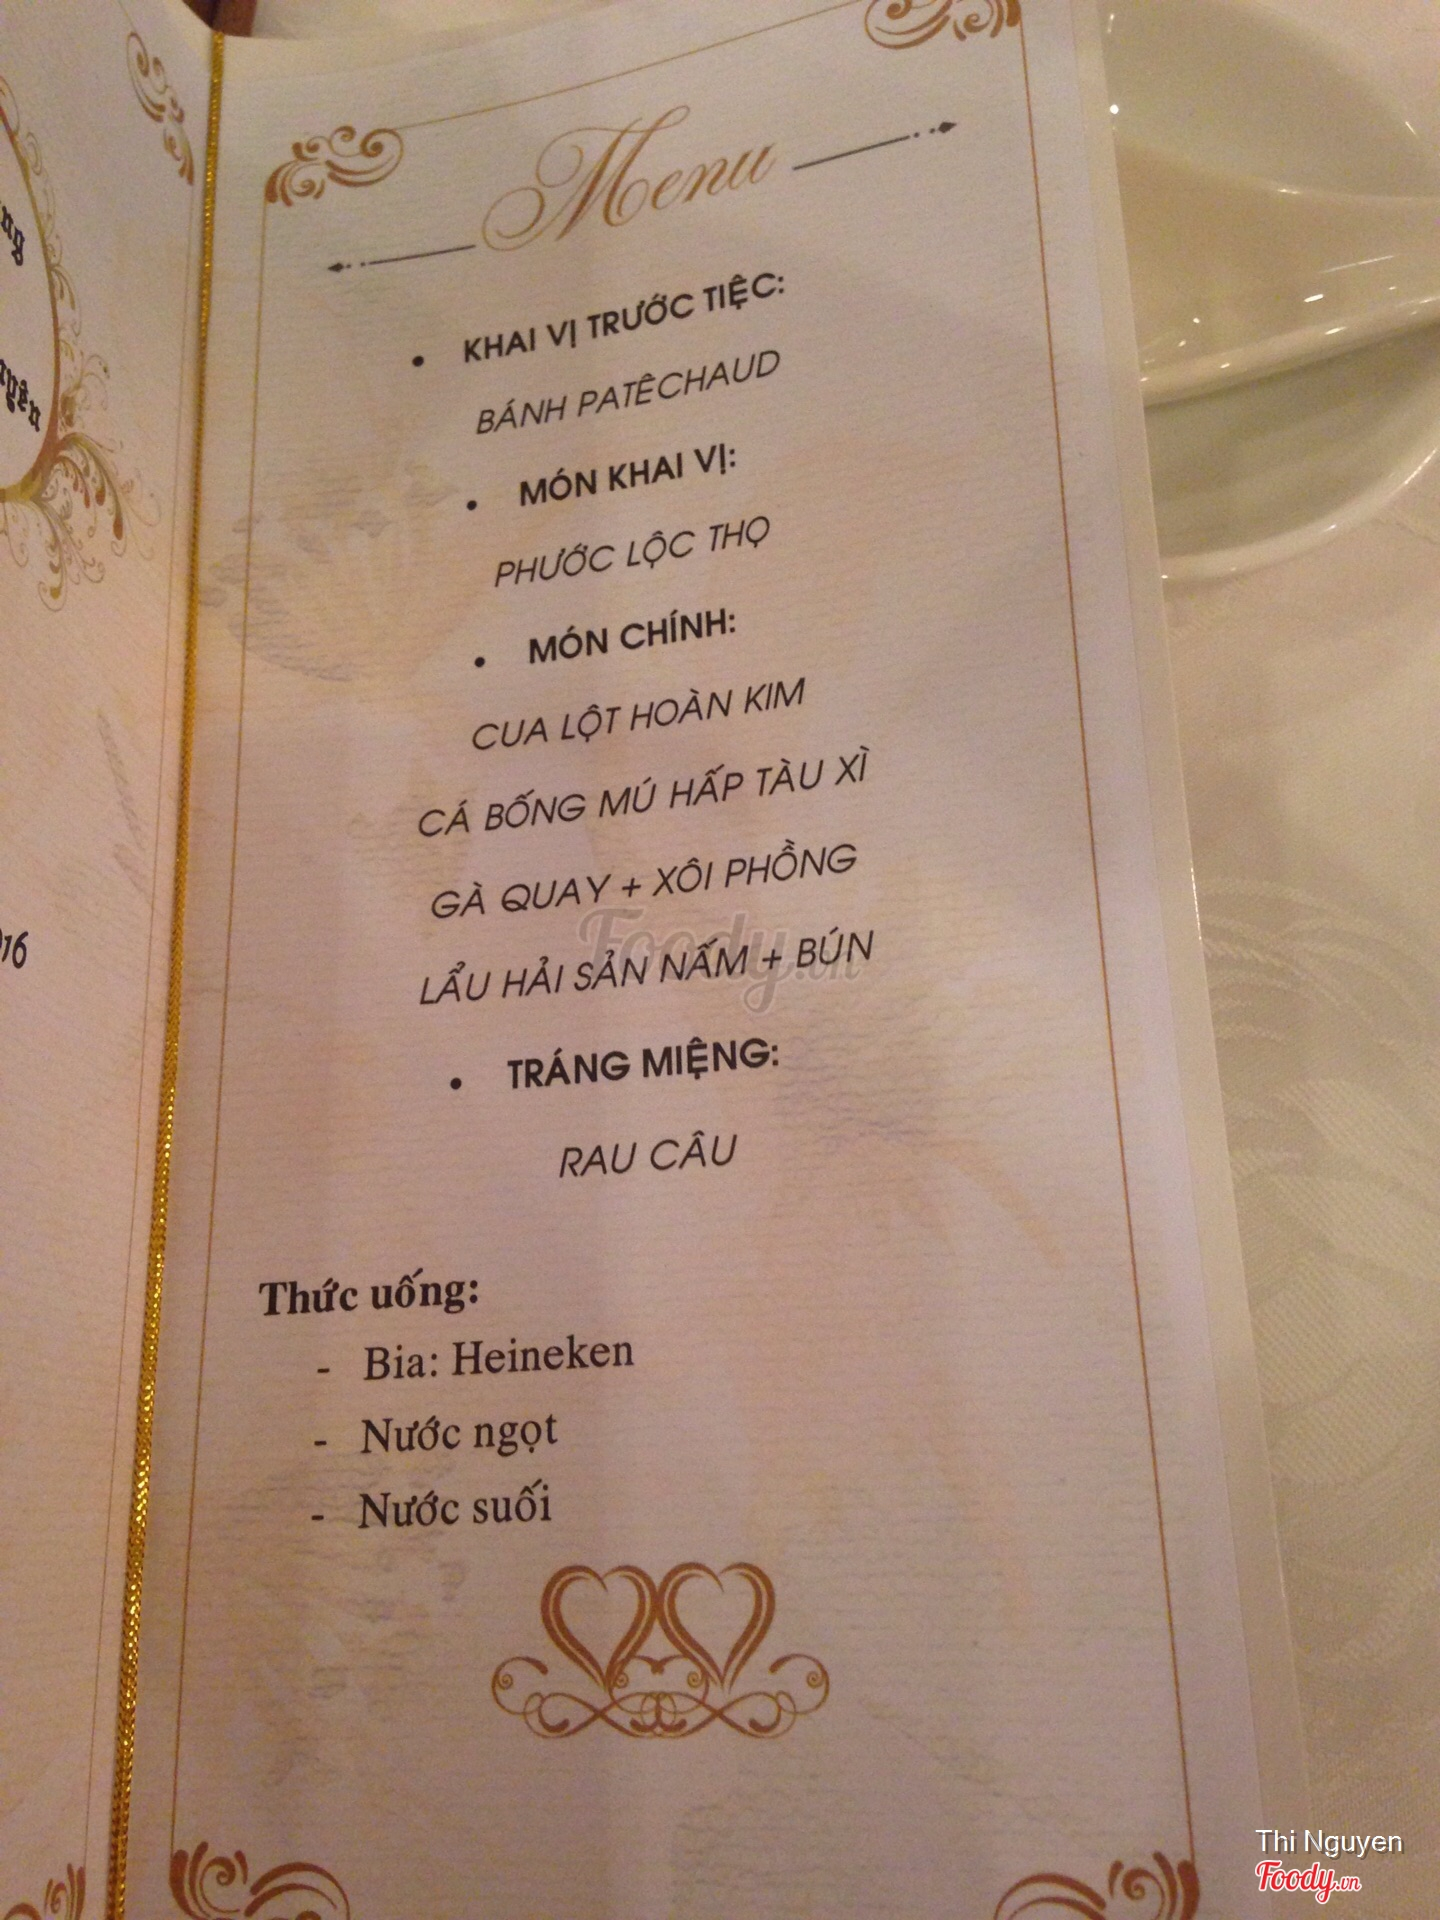 Menu
• KHAI VỊ TRƯỚC TIỆC:
BÁNH PATÊCHAUD
• MÓN KHAI VỊ:
PHƯỚC LỘC THỌ
• MÓN CHÍNH:
CUA LỘT HOÀN KIM
CÁ BỐNG MÚ HẤP TÀU XÌ
GÀ QUAY + XÔI PHỒNG
LẨU HẢI SẢN NẤM + BÚN
Foody.vn
• TRÁNG MIỆNG:
RAU CÂU
Thức uống:
- Bia: Heineken
- Nước ngọt
- Nước suối
Thi Nguyen
Foody.vn